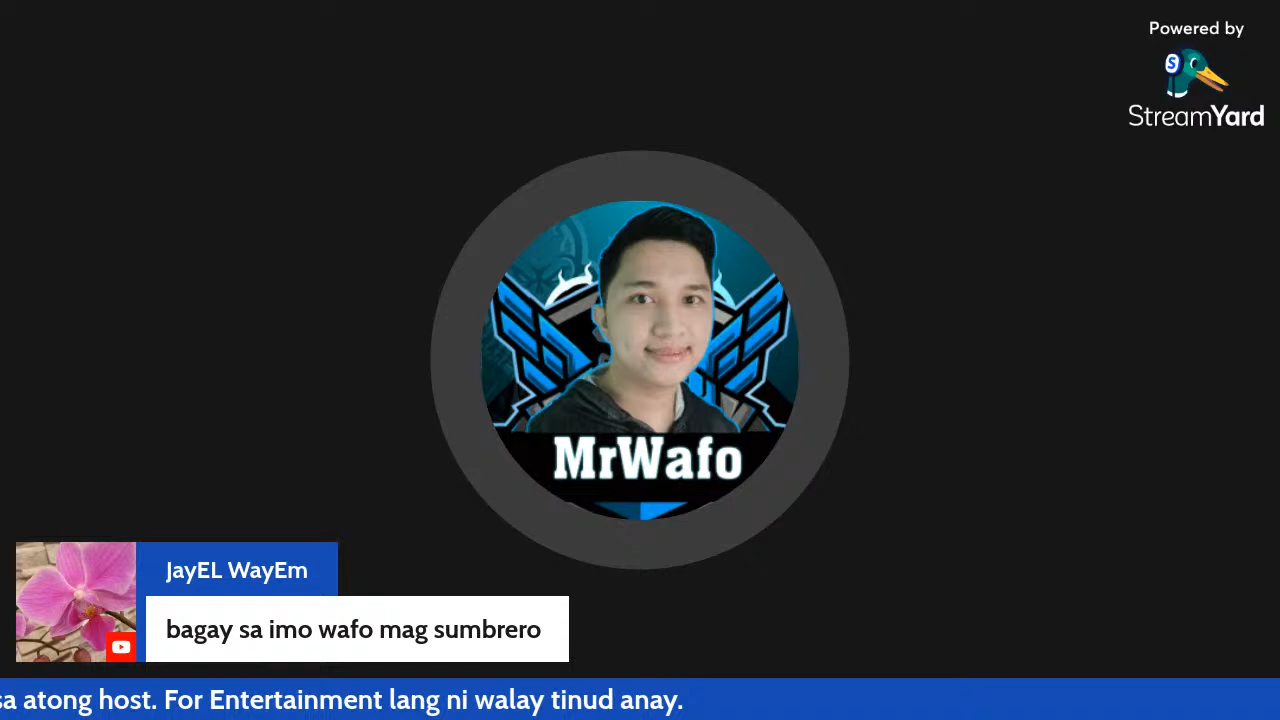 Powered by
S
StreamYard
MrWafo
JayEL WayEm
bagay sa imo wafo mag sumbrero
sa atong host. For Entertainment lang ni walay tinud anay.